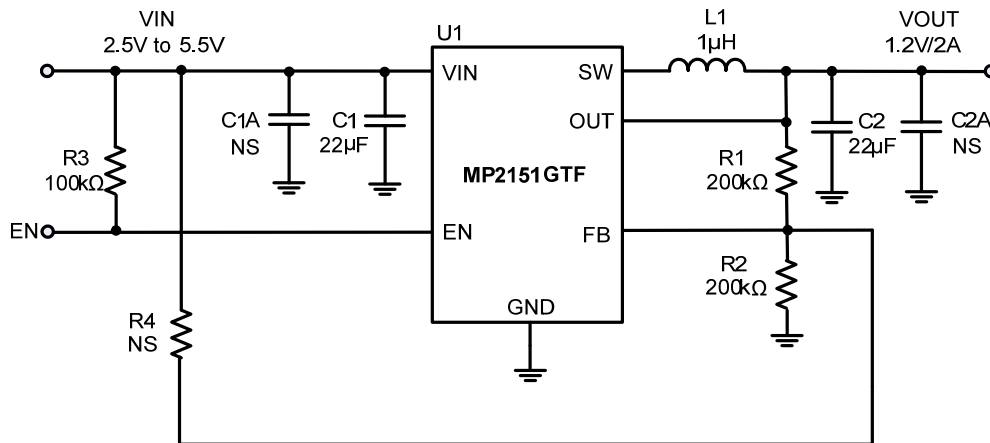 VIN
2.5V to 5.5V
U1
L1
1µH
VOUT
1.2V/2A
VIN
SW
C1A
NS
C1
22µF
OUT
C2
22µF
C2A
NS
R3
100kΩ
R1
200kΩ
MP2151GTF
EN
EN
FB
R2
200kΩ
GND
R4
NS